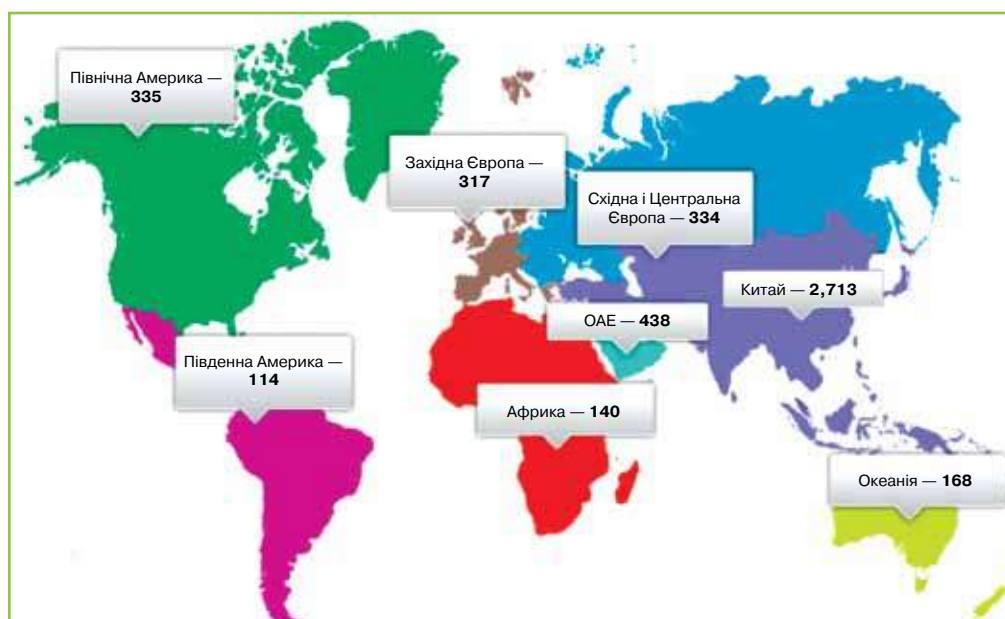 Північна Америка —
335
Західна Європа —
317
Східна і Центральна
Європа — 334
Китай — 2,713
ОАЕ — 438
Південна Америка —
114
Африка — 140
Океанія — 168